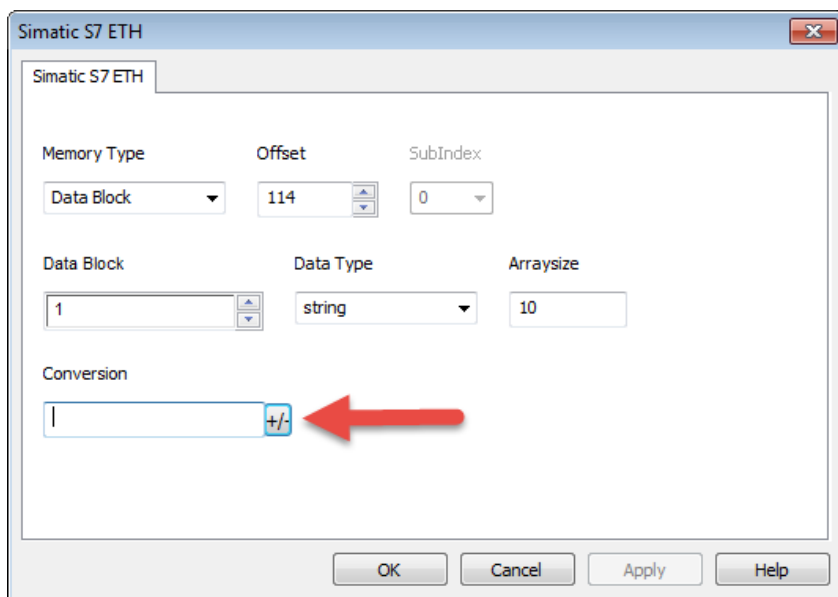 Simatic S7 ETH
Simatic S7 ETH
Memory Type Offset SubIndex
Data Block 114 0
Data Block Data Type Arraysize
1 string 10
Conversion
+/-
OK Cancel Apply Help